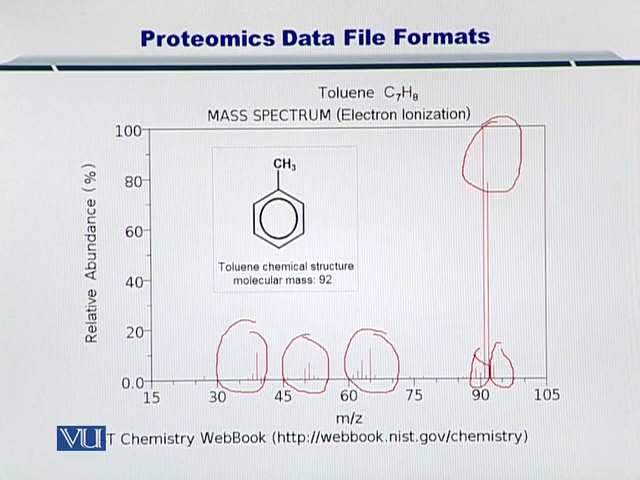 Proteomics Data File Formats
Toluene C₇H₈
MASS SPECTRUM (Electron Ionization)
100
80
60
40
20
0.0
Relative Abundance (%)
CH₃
Toluene chemical structure
molecular mass: 92
15 30 45 60 75 90 105
m/z
VU T Chemistry WebBook (http://webbook.nist.gov/chemistry)